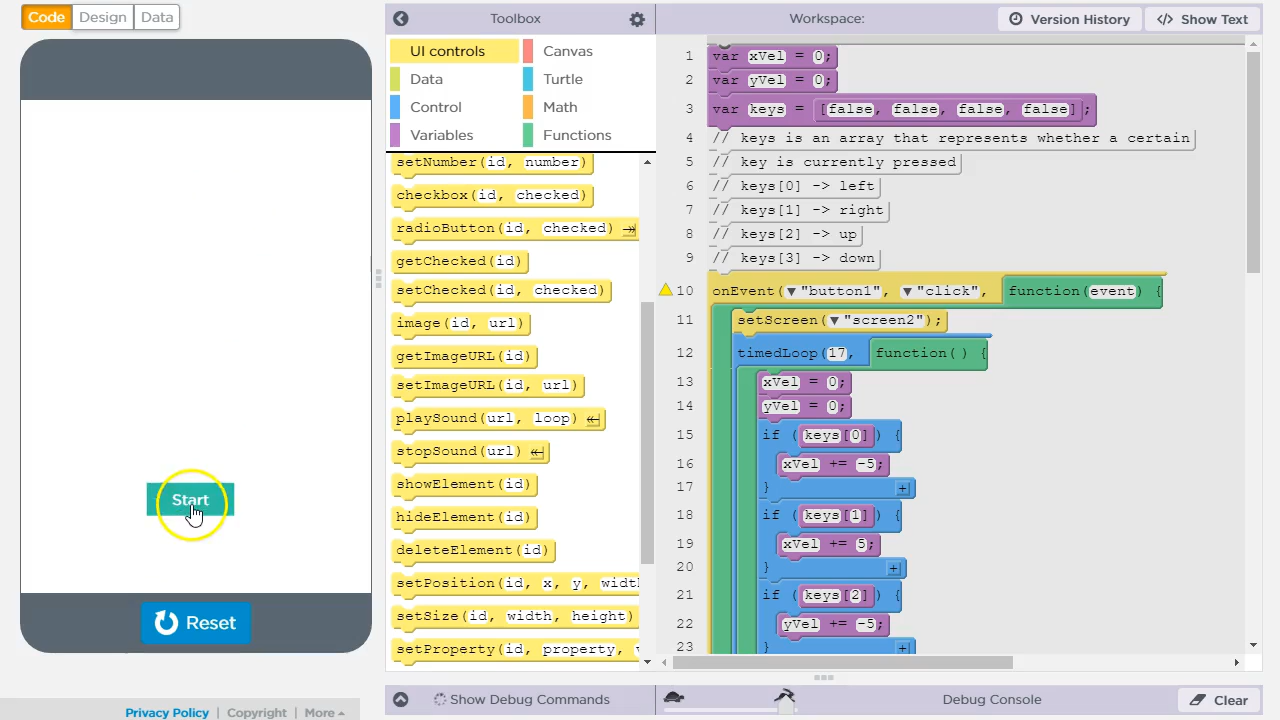 Code Design Data
Toolbox
Workspace:
Version History
Show Text
UI controls
Canvas
Data
Turtle
Control
Math
Variables
Functions
setNumber(id, number)
checkbox(id, checked)
radioButton(id, checked)
getChecked(id)
setChecked(id, checked)
image(id, url)
getImageURL(id)
setImageURL(id, url)
playSound(url, loop)
stopSound(url)
showElement(id)
hideElement(id)
deleteElement(id)
setPosition(id, x, y,
setSize(id, width, height)
setProperty(id, property,
1 var xVel = 0;
2 var yVel = 0;
3 var keys = [false, false, false, false];
4 // keys is an array that represents whether a certain
5 // key is currently pressed
6 // keys[0] -> left
7 // keys[1] -> right
8 // keys[2] -> up
9 // keys[3] -> down
10 onEvent(▼"button1", ▼"click", function(event) {
11 setScreen(▼"screen2");
12 timedLoop(17, function() {
13 xVel = 0;
14 yVel = 0;
15 if (keys[0]) {
16 xVel += -5;
17 } +
18 if (keys[1]) {
19 xVel += 5;
20 } +
21 if (keys[2]) {
22 yVel += -5;
23 } +
Start
Reset
Show Debug Commands
Debug Console
Clear
Privacy Policy | Copyright | More